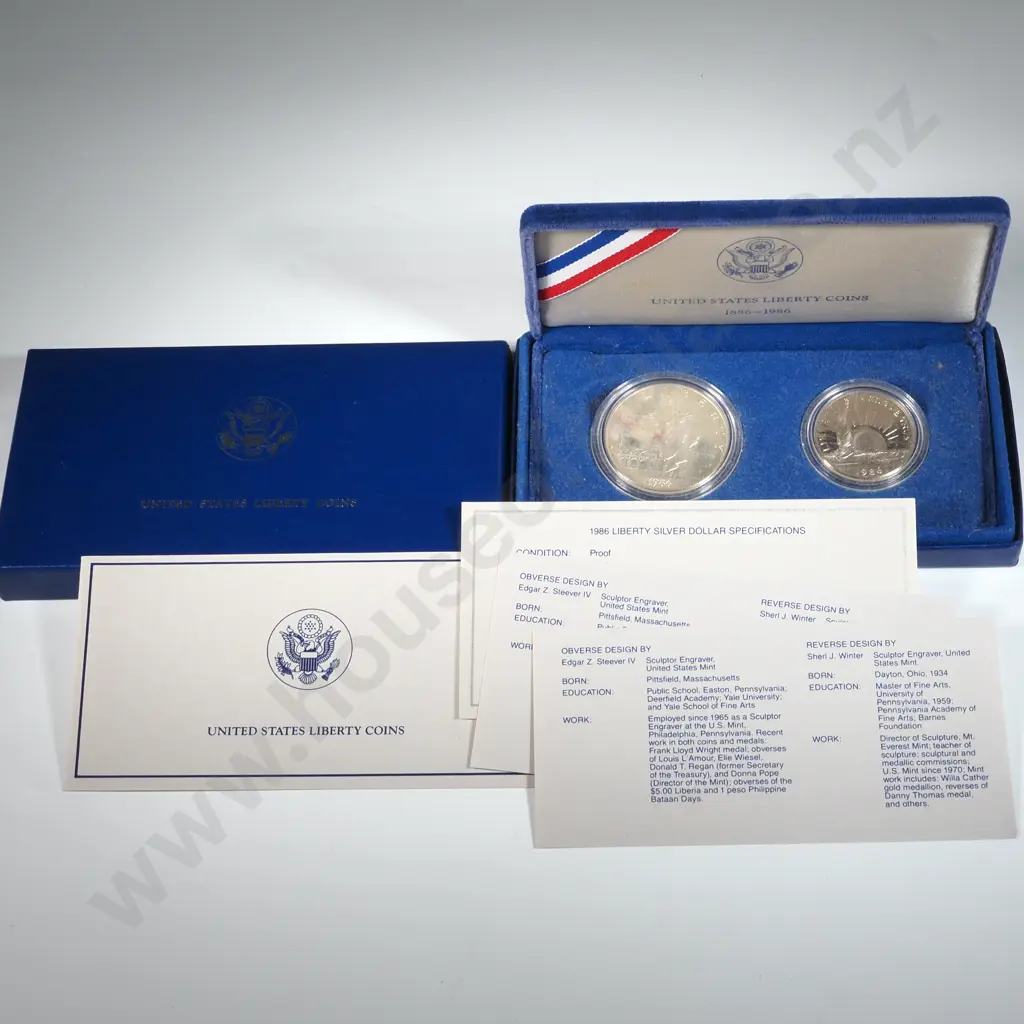 UNITED STATES LIBERTY COINS
1886–1986
1986
1986
UNITED STATES LIBERTY COINS
UNITED STATES LIBERTY COINS
1986 LIBERTY SILVER DOLLAR SPECIFICATIONS
CONDITION: Proof
OBVERSE DESIGN BY
Edgar Z. Steever IV Sculptor Engraver,
United States Mint
BORN: Pittsfield, Massachusetts
EDUCATION:
REVERSE DESIGN BY
Sherl J. Winter
OBVERSE DESIGN BY
Edgar Z. Steever IV Sculptor Engraver,
United States Mint
BORN: Pittsfield, Massachusetts
EDUCATION: Public School, Easton, Pennsylvania;
Deerfield Academy; Yale University;
and Yale School of Fine Arts
WORK: Employed since 1965 as a Sculptor
Engraver at the U.S. Mint,
Philadelphia, Pennsylvania. Recent
work in both coins and medals:
Frank Lloyd Wright medal; obverses
of Louis L'Amour, Elie Wiesel,
Donald T. Regan (former Secretary
of the Treasury), and Donna Pope
(Director of the Mint); obverses of the
$5.00 Liberia and 1 peso Philippine
Bataan Days.
REVERSE DESIGN BY
Sherl J. Winter Sculptor Engraver, United
States Mint
BORN: Dayton, Ohio, 1934
EDUCATION: Master of Fine Arts,
University of
Pennsylvania, 1959;
Pennsylvania Academy of
Fine Arts; Barnes
Foundation
WORK: Director of Sculpture, Mt.
Everest Mint; teacher of
sculpture; sculptural and
medallic commissions;
U.S. Mint since 1970; Mint
work includes: Willa Cather
gold medallion, reverses of
Danny Thomas medal,
and others.